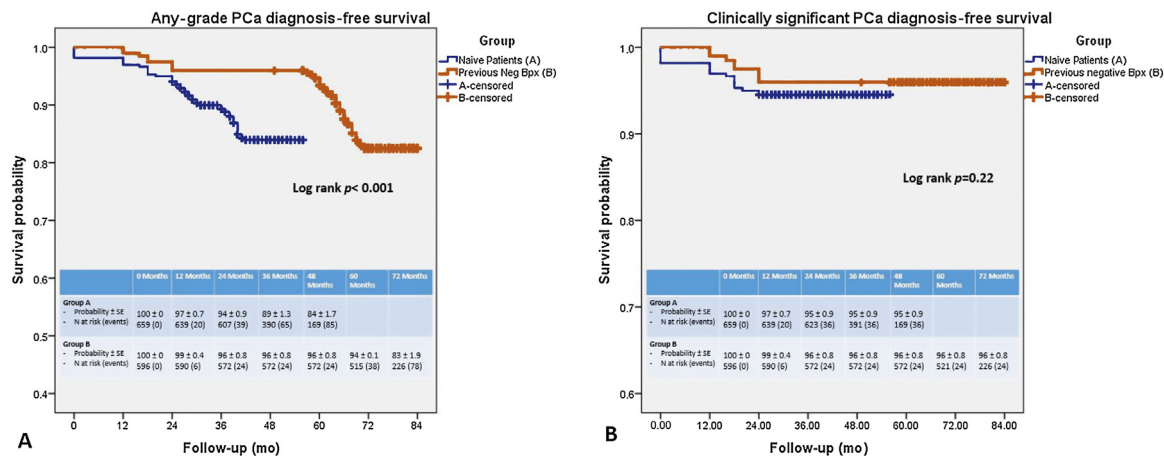 Any-grade PCa diagnosis-free survival
Group
Naive Patients (A)
Previous Neg Bpx (B)
A-censored
B-censored
Survival probability
1.0
0.9
0.8
0.7
0.6
0.5
0.4
Log rank p< 0.001
0 Months 12 Months 24 Months 36 Months 48 Months 60 Months 72 Months
Group A
- Probability ± SE 100 ± 0 97 ± 0.7 94 ± 0.9 89 ± 1.3 84 ± 1.7
- N at risk (events) 659 (0) 639 (20) 607 (39) 390 (65) 169 (85)
Group B
- Probability ± SE 100 ± 0 99 ± 0.4 96 ± 0.8 96 ± 0.8 96 ± 0.8 94 ± 0.1 83 ± 1.9
- N at risk (events) 596 (0) 590 (6) 572 (24) 572 (24) 572 (24) 515 (38) 226 (78)
0 12 24 36 48 60 72 84
Follow-up (mo)
A
Clinically significant PCa diagnosis-free survival
Group
Naive Patients (A)
Previous negative Bpx (B)
A-censored
B-censored
Survival probability
1.0
0.9
0.8
0.7
0.6
Log rank p=0.22
0 Months 12 Months 24 Months 36 Months 48 Months 60 Months 72 Months
Group A
- Probability ± SE 100 ± 0 97 ± 0.7 95 ± 0.9 95 ± 0.9 95 ± 0.9
- N at risk (events) 659 (0) 639 (20) 623 (36) 391 (36) 169 (36)
Group B
- Probability ± SE 100 ± 0 99 ± 0.4 96 ± 0.8 96 ± 0.8 96 ± 0.8 96 ± 0.8 96 ± 0.8
- N at risk (events) 596 (0) 590 (6) 572 (24) 572 (24) 572 (24) 521 (24) 226 (24)
0.00 12.00 24.00 36.00 48.00 60.00 72.00 84.00
Follow-up (mo)
B